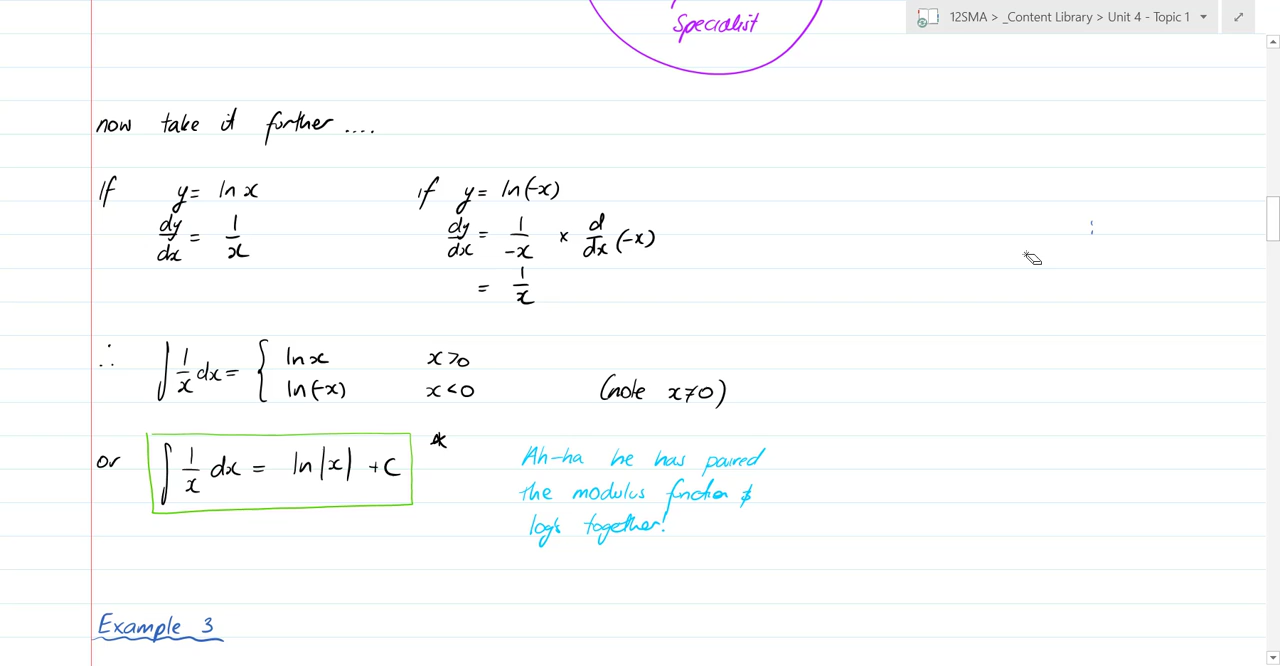 12SMA > _Content Library > Unit 4 - Topic 1
Specialist
now take it further ....
If y = ln x if y = ln(-x)
dy/dx = 1/x dy/dx = 1/-x × d/dx (-x)
= 1/x
∴ ∫ 1/x dx = { ln x x>0
ln(-x) x<0 (note x≠0)
or ∫ 1/x dx = ln|x| + C *
Ah-ha he has paired
the modulus function &
log's together!
Example 3